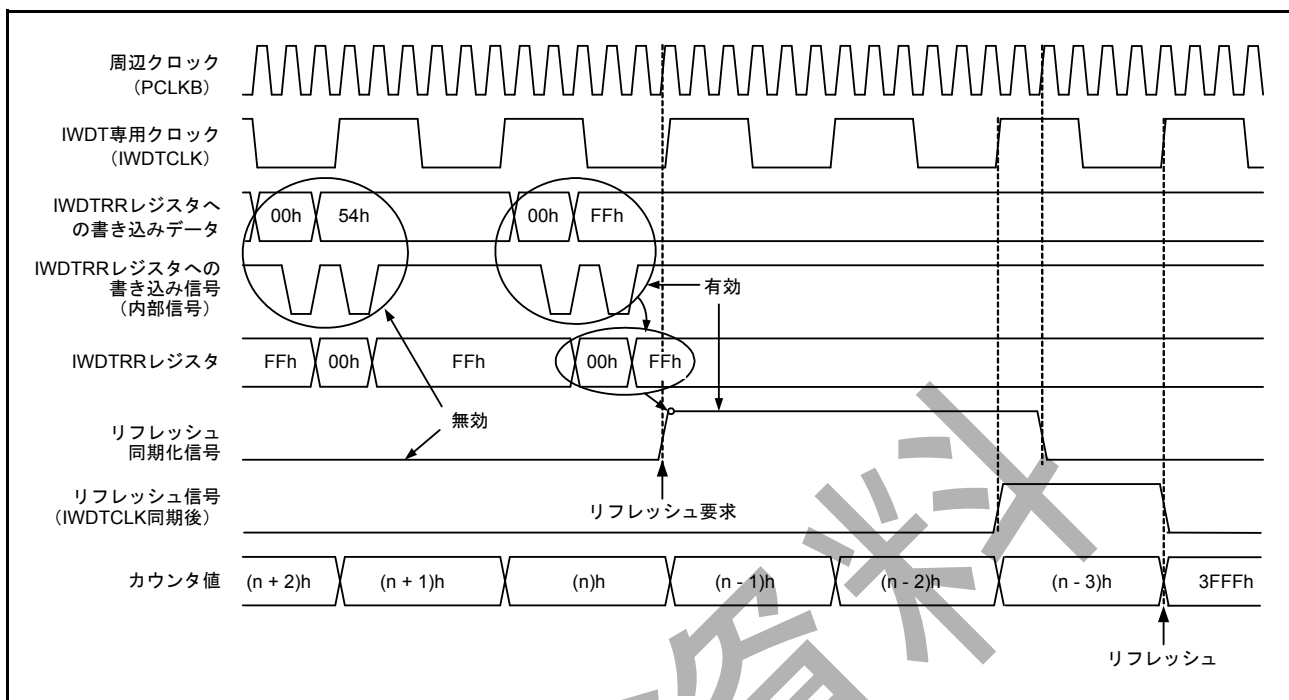 周辺クロック
（PCLKB）
IWDT専用クロック
（IWDTCLK）
IWDTRRレジスタへ
の書き込みデータ
00h
54h
00h
FFh
IWDTRRレジスタへの
書き込み信号
（内部信号）
有効
IWDTRRレジスタ
FFh
00h
FFh
00h
FFh
無効
リフレッシュ
同期化信号
リフレッシュ要求
リフレッシュ信号
（IWDTCLK同期後）
カウンタ値
(n + 2)h
(n + 1)h
(n)h
(n - 1)h
(n - 2)h
(n - 3)h
3FFFh
リフレッシュ
資料